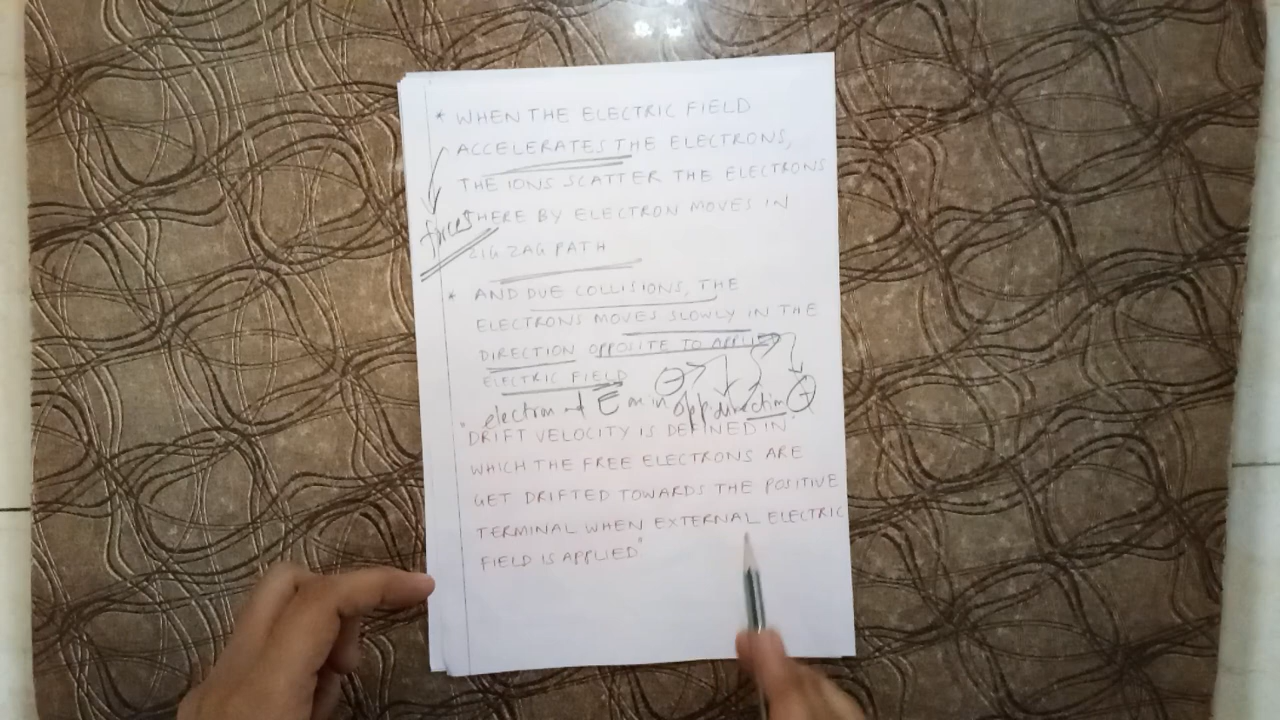 * WHEN THE ELECTRIC FIELD
ACCELERATES THE ELECTRONS,
THE IONS SCATTER THE ELECTRONS
forces THERE BY ELECTRON MOVES IN
ZIG ZAG PATH
* AND DUE COLLISIONS, THE
ELECTRONS MOVES SLOWLY IN THE
DIRECTION OPPOSITE TO APPLIED
ELECTRIC FIELD
electron E in opp. direction
"DRIFT VELOCITY IS DEFINED IN
WHICH THE FREE ELECTRONS ARE
GET DRIFTED TOWARDS THE POSITIVE
TERMINAL WHEN EXTERNAL ELECTRIC
FIELD IS APPLIED"